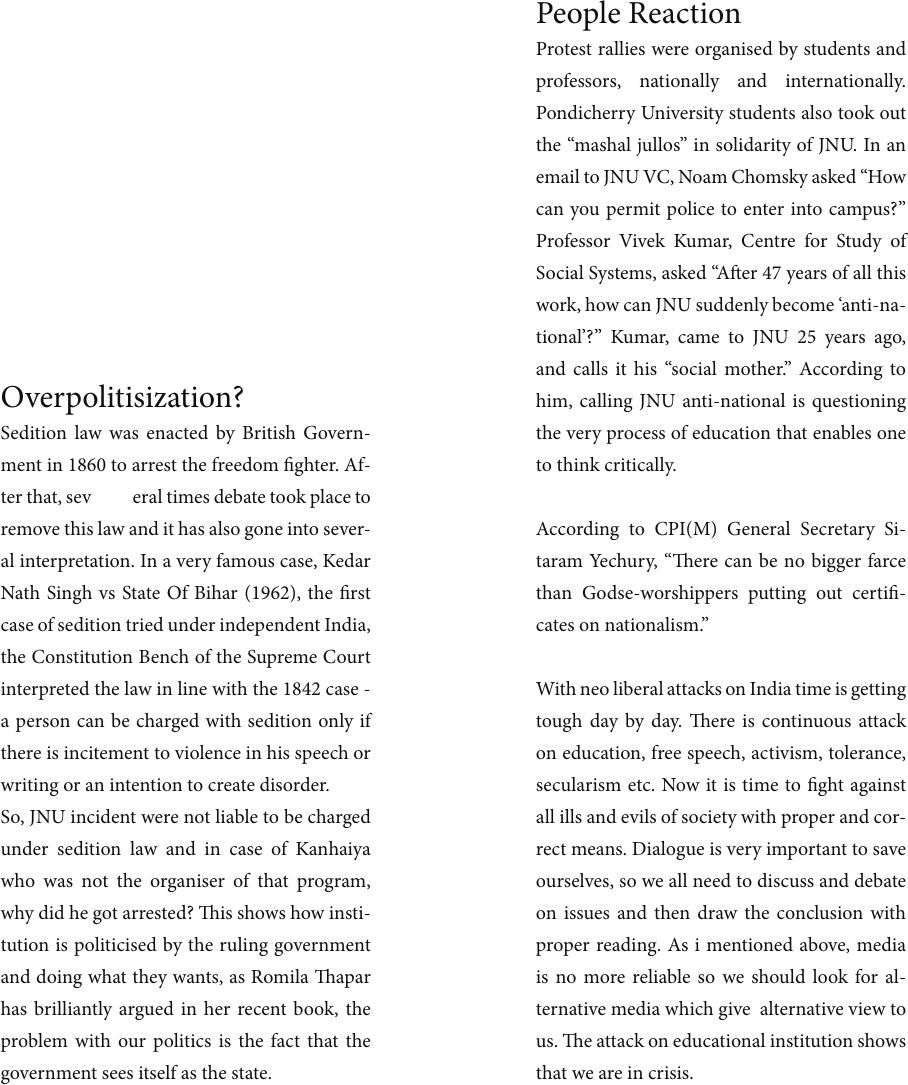 Overpolitisization?
Sedition law was enacted by British Govern-
ment in 1860 to arrest the freedom fighter. Af-
ter that, sev eral times debate took place to
remove this law and it has also gone into sever-
al interpretation. In a very famous case, Kedar
Nath Singh vs State Of Bihar (1962), the first
case of sedition tried under independent India,
the Constitution Bench of the Supreme Court
interpreted the law in line with the 1842 case -
a person can be charged with sedition only if
there is incitement to violence in his speech or
writing or an intention to create disorder.
So, JNU incident were not liable to be charged
under sedition law and in case of Kanhaiya
who was not the organiser of that program,
why did he got arrested? This shows how insti-
tution is politicised by the ruling government
and doing what they wants, as Romila Thapar
has brilliantly argued in her recent book, the
problem with our politics is the fact that the
government sees itself as the state.
People Reaction
Protest rallies were organised by students and
professors, nationally and internationally.
Pondicherry University students also took out
the “mashal jullos” in solidarity of JNU. In an
email to JNU VC, Noam Chomsky asked “How
can you permit police to enter into campus?”
Professor Vivek Kumar, Centre for Study of
Social Systems, asked “After 47 years of all this
work, how can JNU suddenly become ‘anti-na-
tional’?” Kumar, came to JNU 25 years ago,
and calls it his “social mother.” According to
him, calling JNU anti-national is questioning
the very process of education that enables one
to think critically.
According to CPI(M) General Secretary Si-
taram Yechury, “There can be no bigger farce
than Godse-worshippers putting out certifi-
cates on nationalism.”
With neo liberal attacks on India time is getting
tough day by day. There is continuous attack
on education, free speech, activism, tolerance,
secularism etc. Now it is time to fight against
all ills and evils of society with proper and cor-
rect means. Dialogue is very important to save
ourselves, so we all need to discuss and debate
on issues and then draw the conclusion with
proper reading. As i mentioned above, media
is no more reliable so we should look for al-
ternative media which give alternative view to
us. The attack on educational institution shows
that we are in crisis.